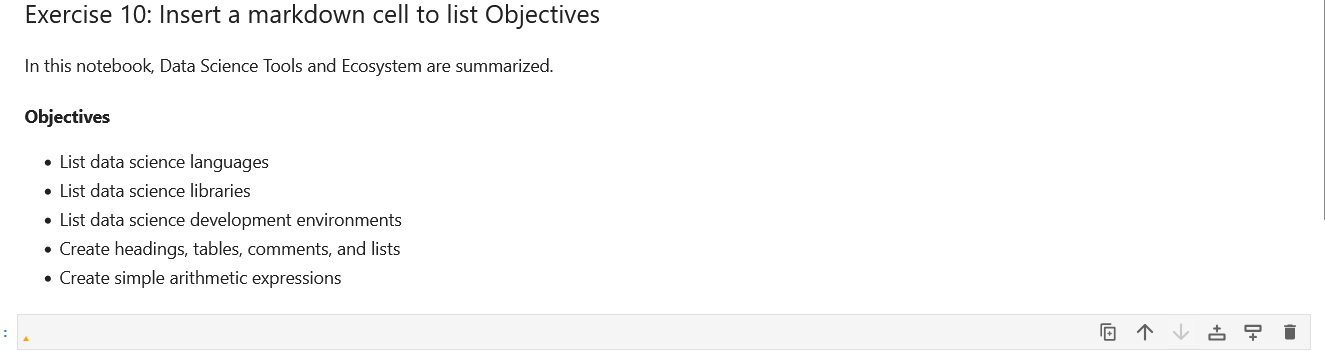 Exercise 10: Insert a markdown cell to list Objectives
In this notebook, Data Science Tools and Ecosystem are summarized.
Objectives
• List data science languages
• List data science libraries
• List data science development environments
• Create headings, tables, comments, and lists
• Create simple arithmetic expressions
: